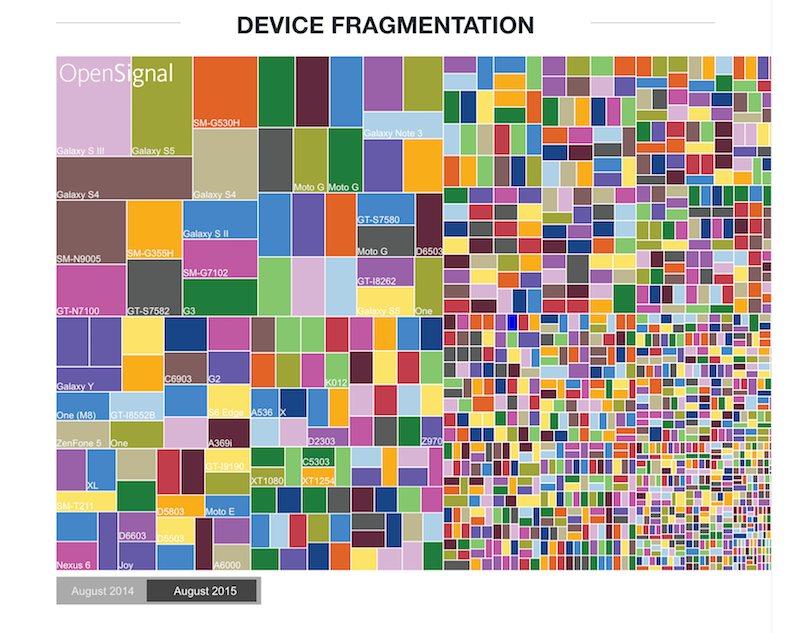 DEVICE FRAGMENTATION
OpenSignal
Galaxy S III
Galaxy S5
SM-G530H
Galaxy S4
Galaxy S4
Moto G
Moto G
Galaxy Note 3
SM-N9005
SM-G355H
Galaxy S II
SM-G7102
GT-N7100
GT-S7582
G3
GT-S7580
Moto G
D6503
GT-I8262
Galaxy S5
One
Galaxy Y
C6903
G2
K012
One (M8)
GT-I8552B
S6 Edge
A536
X
ZenFone 5
One
A369i
D2303
Z970
XL
GT-I9190
C5303
SM-T211
XT1080
XT1254
D5803
Moto E
D6603
D5503
Nexus 6
Joy
A6000
August 2014
August 2015